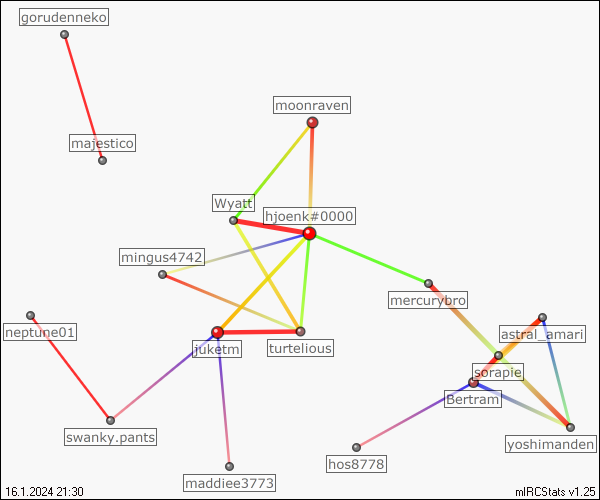 gorudenneko
majestico
moonraven
Wyatt
hjoenk#0000
mingus4742
mercurybro
neptune01
astral_amari
juketm
turtelious
sorapie
Bertram
swanky.pants
yoshimanden
hos8778
maddiee3773
16.1.2024 21:30
mIRCStats v1.25